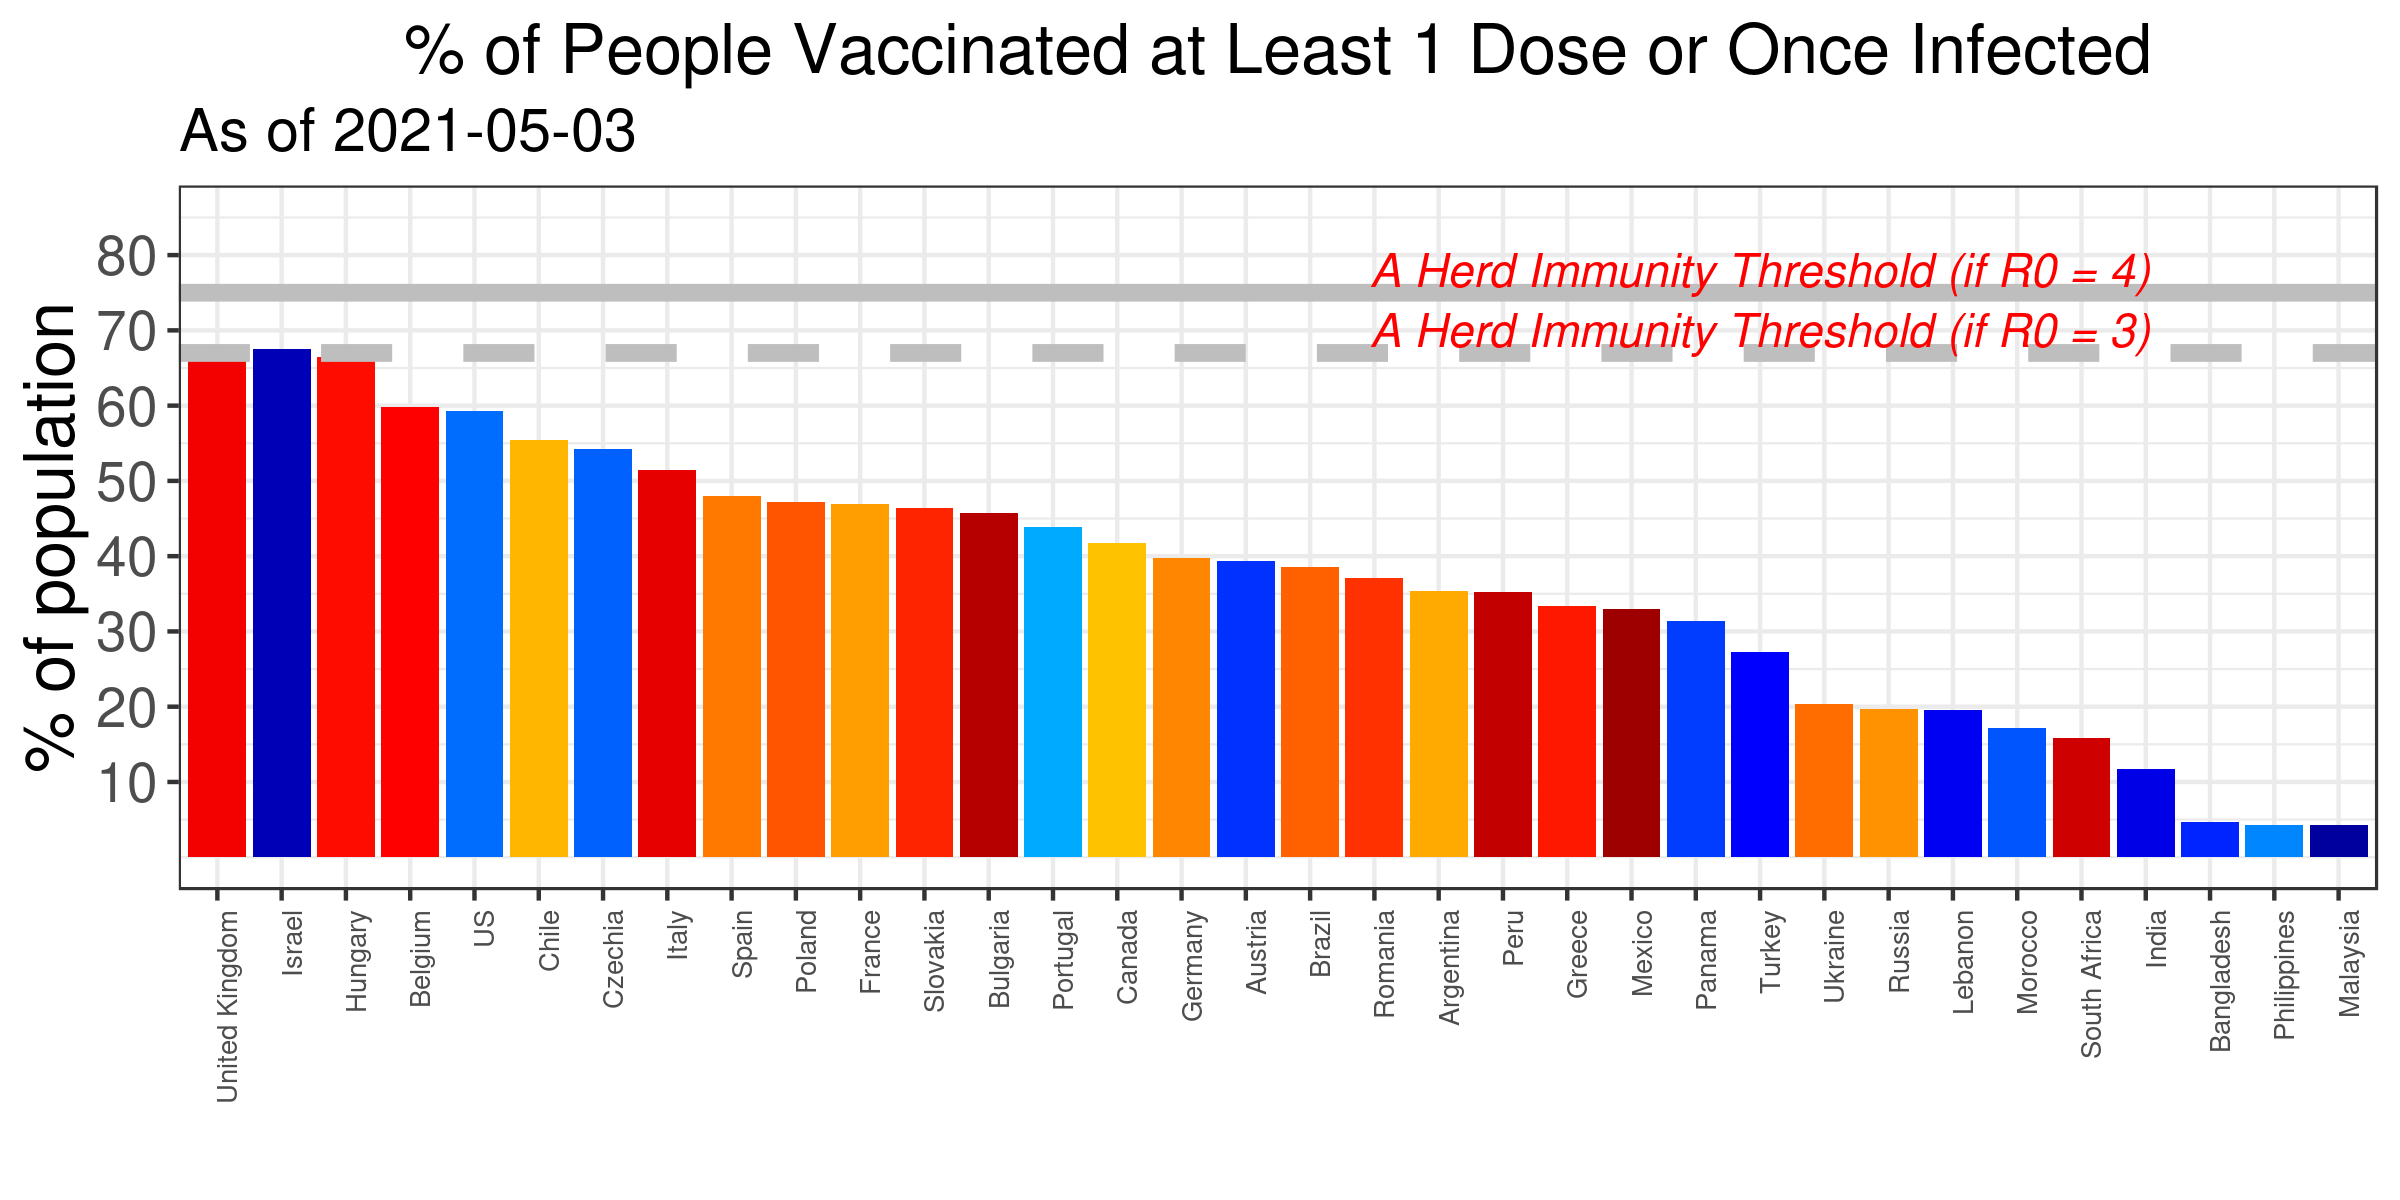 % of People Vaccinated at Least 1 Dose or Once Infected
As of 2021-05-03
% of population
80
70
60
50
40
30
20
10
A Herd Immunity Threshold (if R0 = 4)
A Herd Immunity Threshold (if R0 = 3)
United Kingdom
Israel
Hungary
Belgium
US
Chile
Czechia
Italy
Spain
Poland
France
Slovakia
Bulgaria
Portugal
Canada
Germany
Austria
Brazil
Romania
Argentina
Peru
Greece
Mexico
Panama
Turkey
Ukraine
Russia
Lebanon
Morocco
South Africa
India
Bangladesh
Philippines
Malaysia